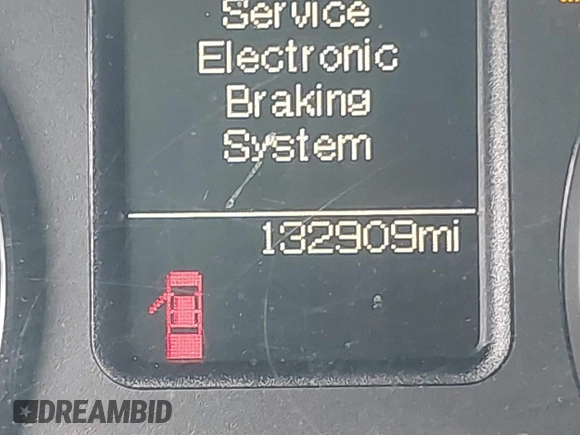 Service
Electronic
Braking
System
132909mi
DREAMBID